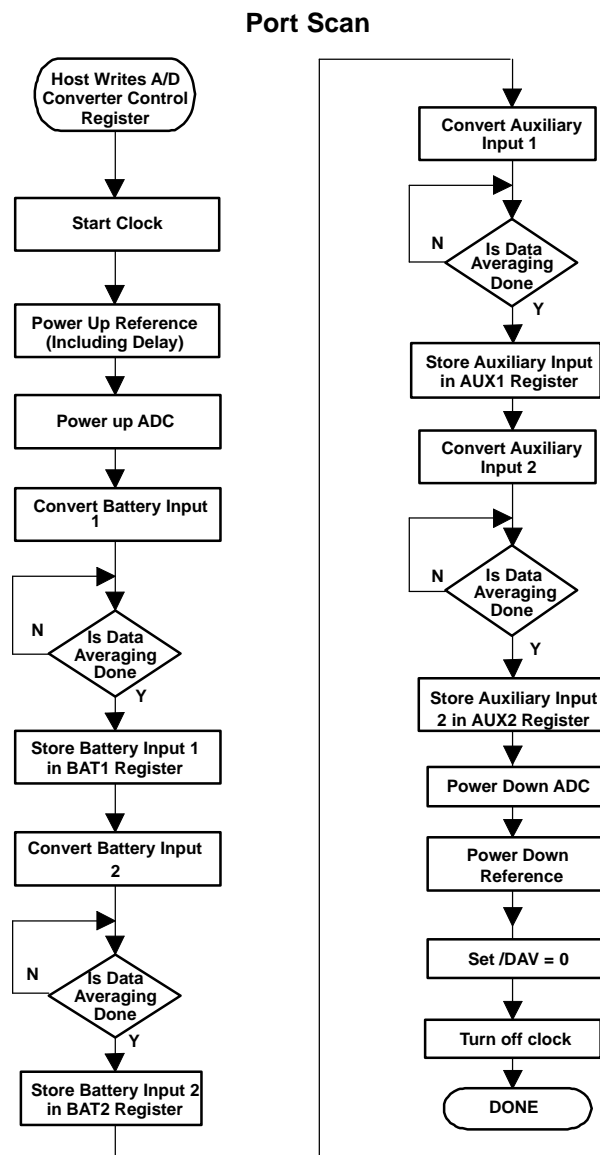 Port Scan
Host Writes A/D
Converter Control
Register
Start Clock
Power Up Reference
(Including Delay)
Power up ADC
Convert Battery Input
1
N
Is Data
Averaging
Done
Y
Store Battery Input 1
in BAT1 Register
Convert Battery Input
2
N
Is Data
Averaging
Done
Y
Store Battery Input 2
in BAT2 Register
Convert Auxiliary
Input 1
N
Is Data
Averaging
Done
Y
Store Auxiliary Input
in AUX1 Register
Convert Auxiliary
Input 2
N
Is Data
Averaging
Done
Y
Store Auxiliary Input
2 in AUX2 Register
Power Down ADC
Power Down
Reference
Set /DAV = 0
Turn off clock
DONE